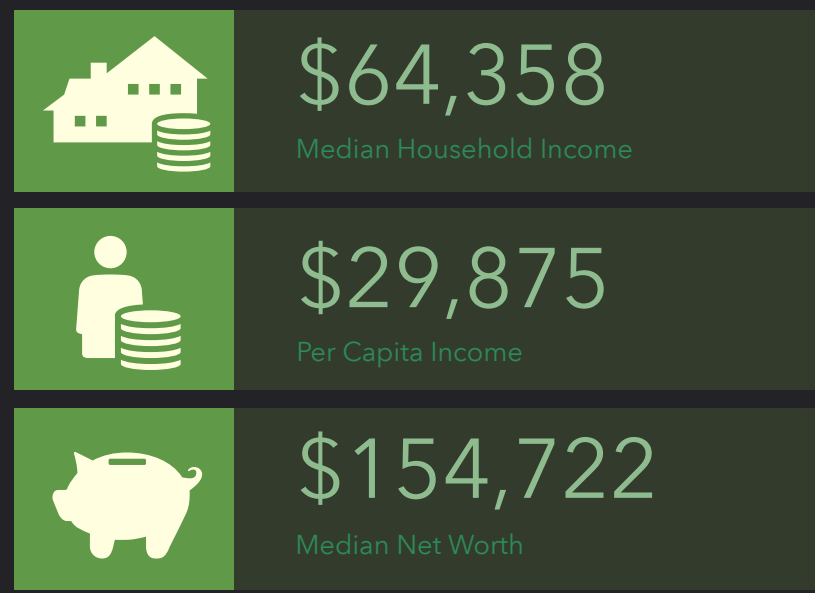 $64,358
Median Household Income
$29,875
Per Capita Income
$154,722
Median Net Worth